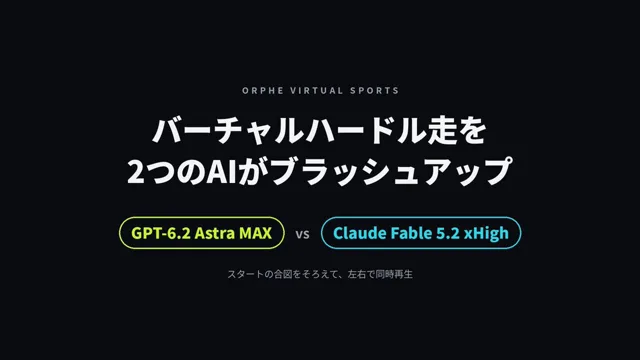 ORPHE VIRTUAL SPORTS
バーチャルハードル走を
2つのAIがブラッシュアップ
GPT-6.2 Astra MAX vs Claude Fable 5.2 xHigh
スタートの合図をそろえて、左右で同時再生